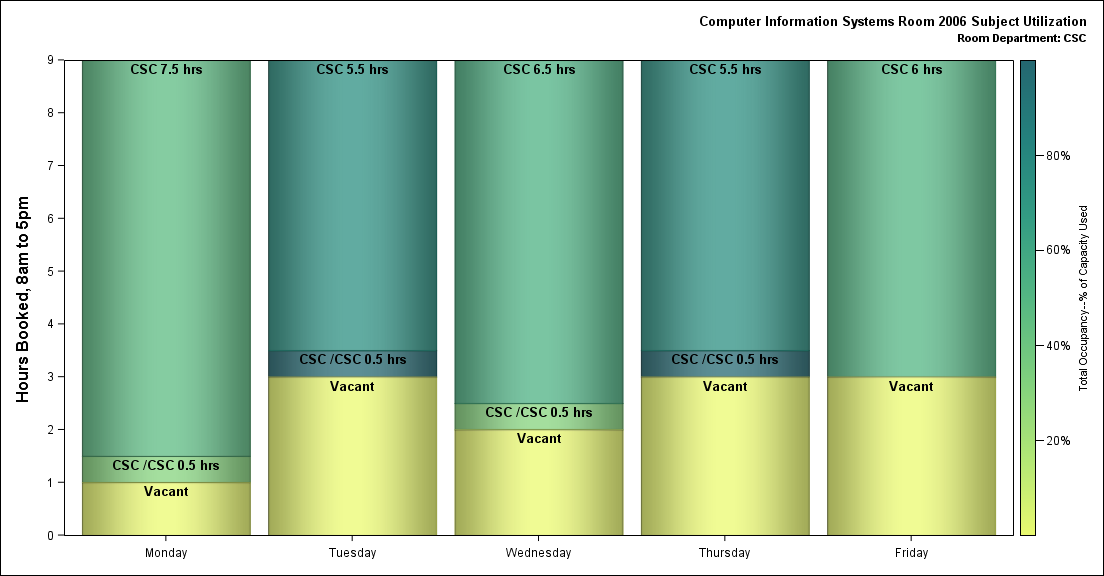 Computer Information Systems Room 2006 Subject Utilization
Room Department: CSC
Hours Booked, 8am to 5pm
9
8
7
6
5
4
3
2
1
0
CSC 7.5 hrs
CSC /CSC 0.5 hrs
Vacant
CSC 5.5 hrs
CSC /CSC 0.5 hrs
Vacant
CSC 6.5 hrs
CSC /CSC 0.5 hrs
Vacant
CSC 5.5 hrs
CSC /CSC 0.5 hrs
Vacant
CSC 6 hrs
Vacant
Monday
Tuesday
Wednesday
Thursday
Friday
80%
60%
40%
20%
Total Occupancy--% of Capacity Used